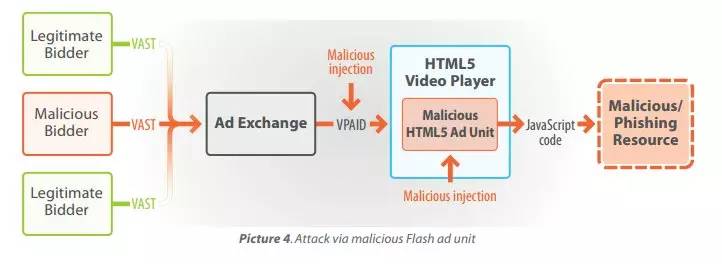 Legitimate
Bidder
VAST
Malicious
Bidder
VAST
Legitimate
Bidder
VAST
Ad Exchange
Malicious
injection
VPAID
HTML5
Video Player
Malicious
HTML5 Ad Unit
Malicious injection
JavaScript
code
Malicious/
Phishing
Resource
Picture 4. Attack via malicious Flash ad unit